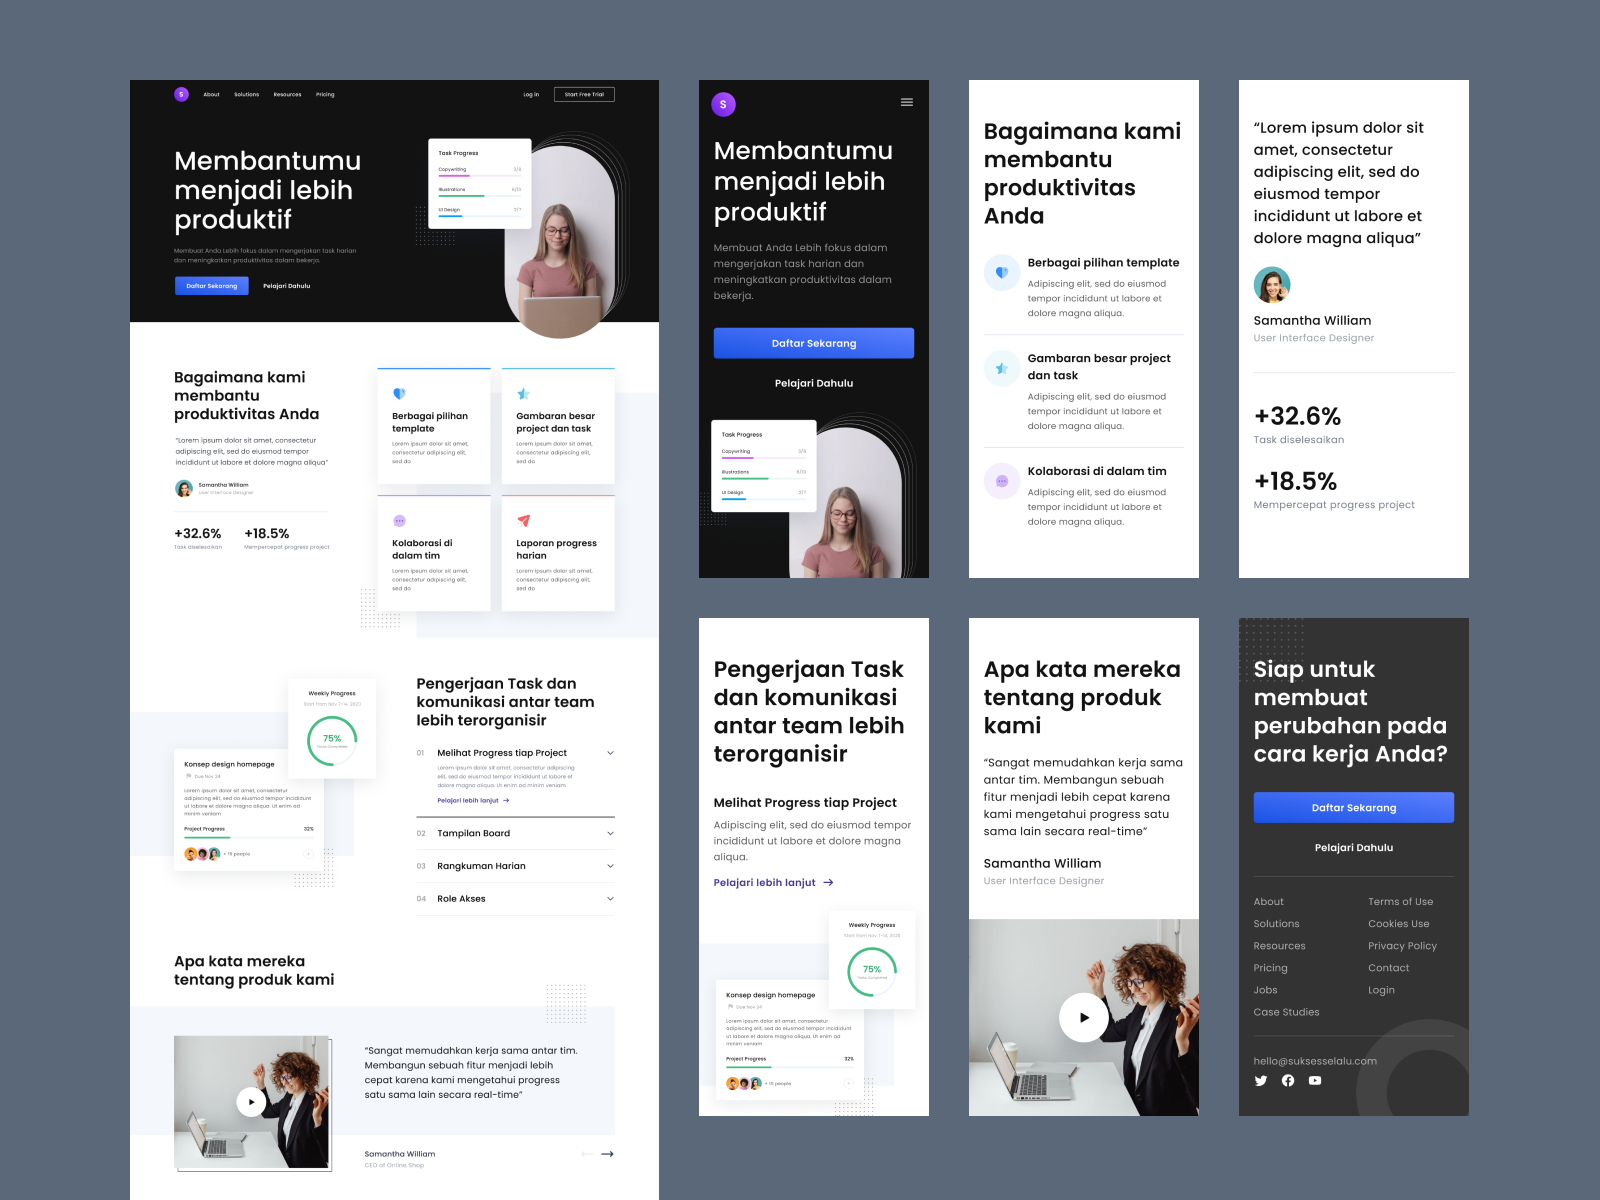 S
About
Solutions
Resources
Pricing
Log in
Start Free Trial
Membantumu
menjadi lebih
produktif
Membuat Anda Lebih fokus dalam mengerjakan task harian
dan meningkatkan produktivitas dalam bekerja.
Daftar Sekarang
Pelajari Dahulu
Task Progress
Copywriting 3/8
Illustrations 6/10
UI Design 2/7
Bagaimana kami
membantu
produktivitas Anda
“Lorem ipsum dolor sit amet, consectetur
adipiscing elit, sed do eiusmod tempor
incididunt ut labore et dolore magna aliqua”
Samantha William
User Interface Designer
+32.6%
Task diselesaikan
+18.5%
Mempercepat progress project
Berbagai pilihan
template
Lorem ipsum dolor sit amet,
consectetur adipiscing elit,
sed do
Gambaran besar
project dan task
Lorem ipsum dolor sit amet,
consectetur adipiscing elit,
sed do
Kolaborasi di
dalam tim
Lorem ipsum dolor sit amet,
consectetur adipiscing elit,
sed do
Laporan progress
harian
Lorem ipsum dolor sit amet,
consectetur adipiscing elit,
sed do
Weekly Progress
Start from Nov 7-14, 2020
75%
Tasks Completed
Konsep design homepage
Due Nov 24
Lorem ipsum dolor sit amet, consectetur
adipiscing elit, sed do eiusmod tempor incididunt
ut labore et dolore magna aliqua. Ut enim ad
minim veniam
Project Progress 32%
+ 15 people
Pengerjaan Task dan
komunikasi antar team
lebih terorganisir
01 Melihat Progress tiap Project
Lorem ipsum dolor sit amet, consectetur adipiscing
elit, sed do eiusmod tempor incididunt ut labore et
dolore magna aliqua. Ut enim ad minim veniam
Pelajari lebih lanjut
02 Tampilan Board
03 Rangkuman Harian
04 Role Akses
Apa kata mereka
tentang produk kami
“Sangat memudahkan kerja sama antar tim.
Membangun sebuah fitur menjadi lebih
cepat karena kami mengetahui progress
satu sama lain secara real-time”
Samantha William
CEO of Online Shop
S
Membantumu
menjadi lebih
produktif
Membuat Anda Lebih fokus dalam
mengerjakan task harian dan
meningkatkan produktivitas dalam
bekerja.
Daftar Sekarang
Pelajari Dahulu
Task Progress
Copywriting 3/8
Illustrations 6/10
UI Design 2/7
Bagaimana kami
membantu
produktivitas
Anda
Berbagai pilihan template
Adipiscing elit, sed do eiusmod
tempor incididunt ut labore et
dolore magna aliqua.
Gambaran besar project
dan task
Adipiscing elit, sed do eiusmod
tempor incididunt ut labore et
dolore magna aliqua.
Kolaborasi di dalam tim
Adipiscing elit, sed do eiusmod
tempor incididunt ut labore et
dolore magna aliqua.
“Lorem ipsum dolor sit
amet, consectetur
adipiscing elit, sed do
eiusmod tempor
incididunt ut labore et
dolore magna aliqua”
Samantha William
User Interface Designer
+32.6%
Task diselesaikan
+18.5%
Mempercepat progress project
Pengerjaan Task
dan komunikasi
antar team lebih
terorganisir
Melihat Progress tiap Project
Adipiscing elit, sed do eiusmod tempor
incididunt ut labore et dolore magna
aliqua.
Pelajari lebih lanjut
Weekly Progress
Start from Nov 7-14, 2020
75%
Tasks Completed
Konsep design homepage
Due Nov 24
Lorem ipsum dolor sit amet, consectetur
adipiscing elit, sed do eiusmod tempor incididunt
ut labore et dolore magna aliqua. Ut enim ad
minim veniam
Project Progress 32%
+ 15 people
Apa kata mereka
tentang produk
kami
“Sangat memudahkan kerja sama
antar tim. Membangun sebuah
fitur menjadi lebih cepat karena
kami mengetahui progress satu
sama lain secara real-time”
Samantha William
User Interface Designer
Siap untuk
membuat
perubahan pada
cara kerja Anda?
Daftar Sekarang
Pelajari Dahulu
About
Solutions
Resources
Pricing
Jobs
Case Studies
Terms of Use
Cookies Use
Privacy Policy
Contact
Login
hello@suksesselalu.com